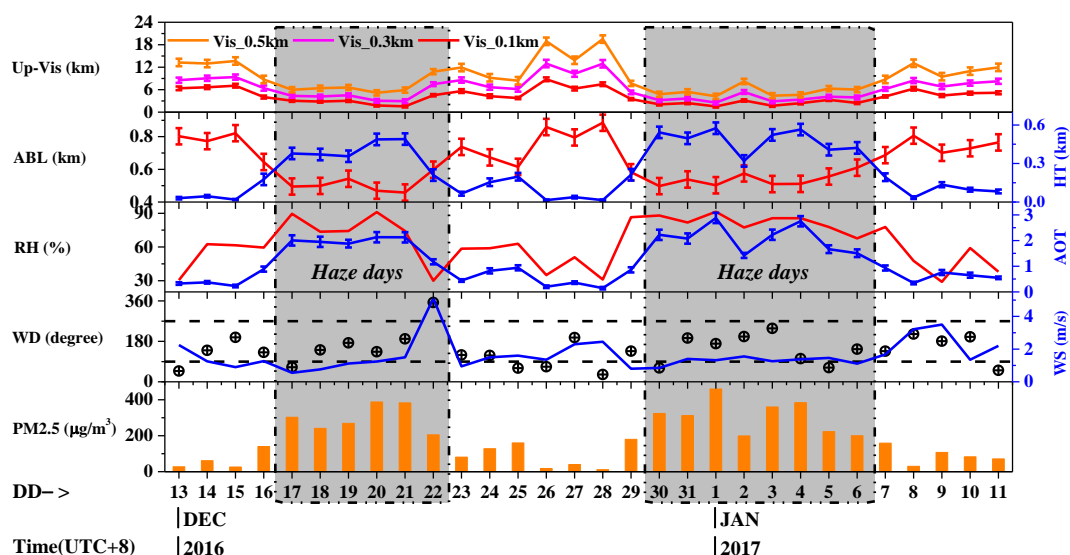 24
18
12
6
0
Up-Vis (km)
Vis_0.5km Vis_0.3km Vis_0.1km
0.8
0.6
0.4
ABL (km)
0.6
0.3
0.0
HT (km)
90
60
30
RH (%)
Haze days
Haze days
3
2
1
0
AOT
360
180
0
WD (degree)
4
2
0
WS (m/s)
400
200
0
PM2.5 (μg/m³)
DD− > 13 14 15 16 17 18 19 20 21 22 23 24 25 26 27 28 29 30 31 1 2 3 4 5 6 7 8 9 10 11
DEC JAN
Time(UTC+8) 2016 2017